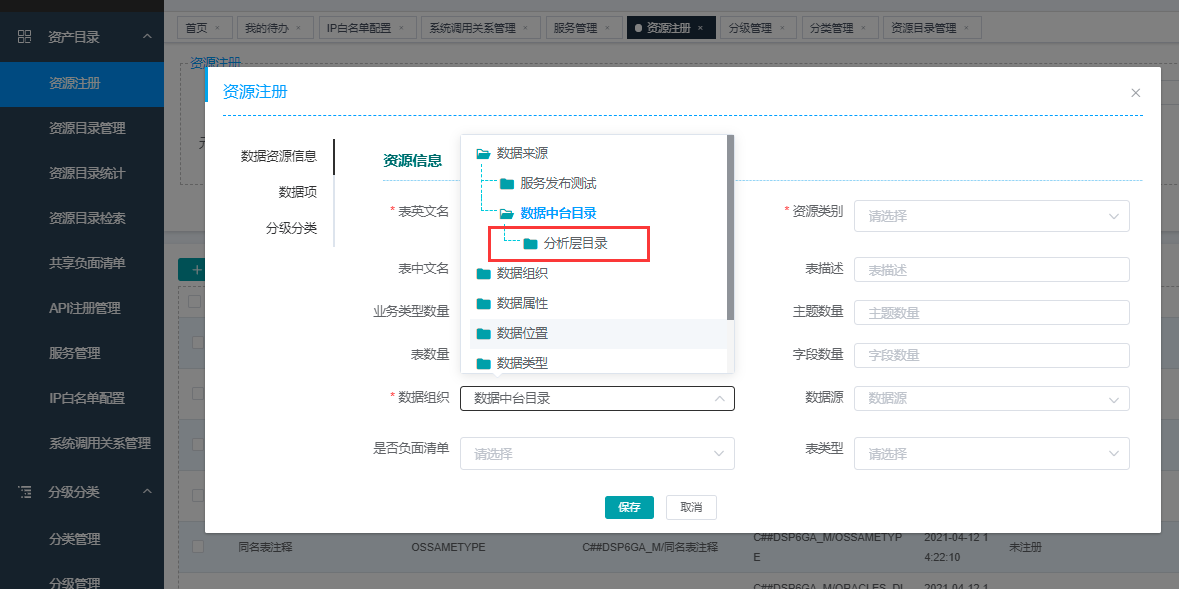 资产目录
资源注册
资源目录管理
资源目录统计
资源目录检索
共享负面清单
API注册管理
服务管理
IP白名单配置
系统调用关系管理
分级分类
分类管理
分级管理
首页 ×
我的待办 ×
IP白名单配置 ×
系统调用关系管理 ×
服务管理 ×
资源注册 ×
分级管理 ×
分类管理 ×
资源目录管理 ×
资源注册
资源注册
×
数据资源信息
数据项
分级分类
资源信息
数据来源
服务发布测试
数据中台目录
分析层目录
数据组织
数据属性
数据位置
数据类型
* 表英文名
* 资源类别 请选择
表中文名
表描述 表描述
业务类型数量
主题数量 主题数量
表数量
字段数量 字段数量
* 数据组织 数据中台目录
数据源 数据源
是否负面清单 请选择
表类型 请选择
保存 取消
+
同名表注释 OSSAMETYPE C##DSP6GA_M/同名表注释 C##DSP6GA_M/OSSAMETYP
E 2021-04-12 1
4:22:10 未注册
2021-04-12 1